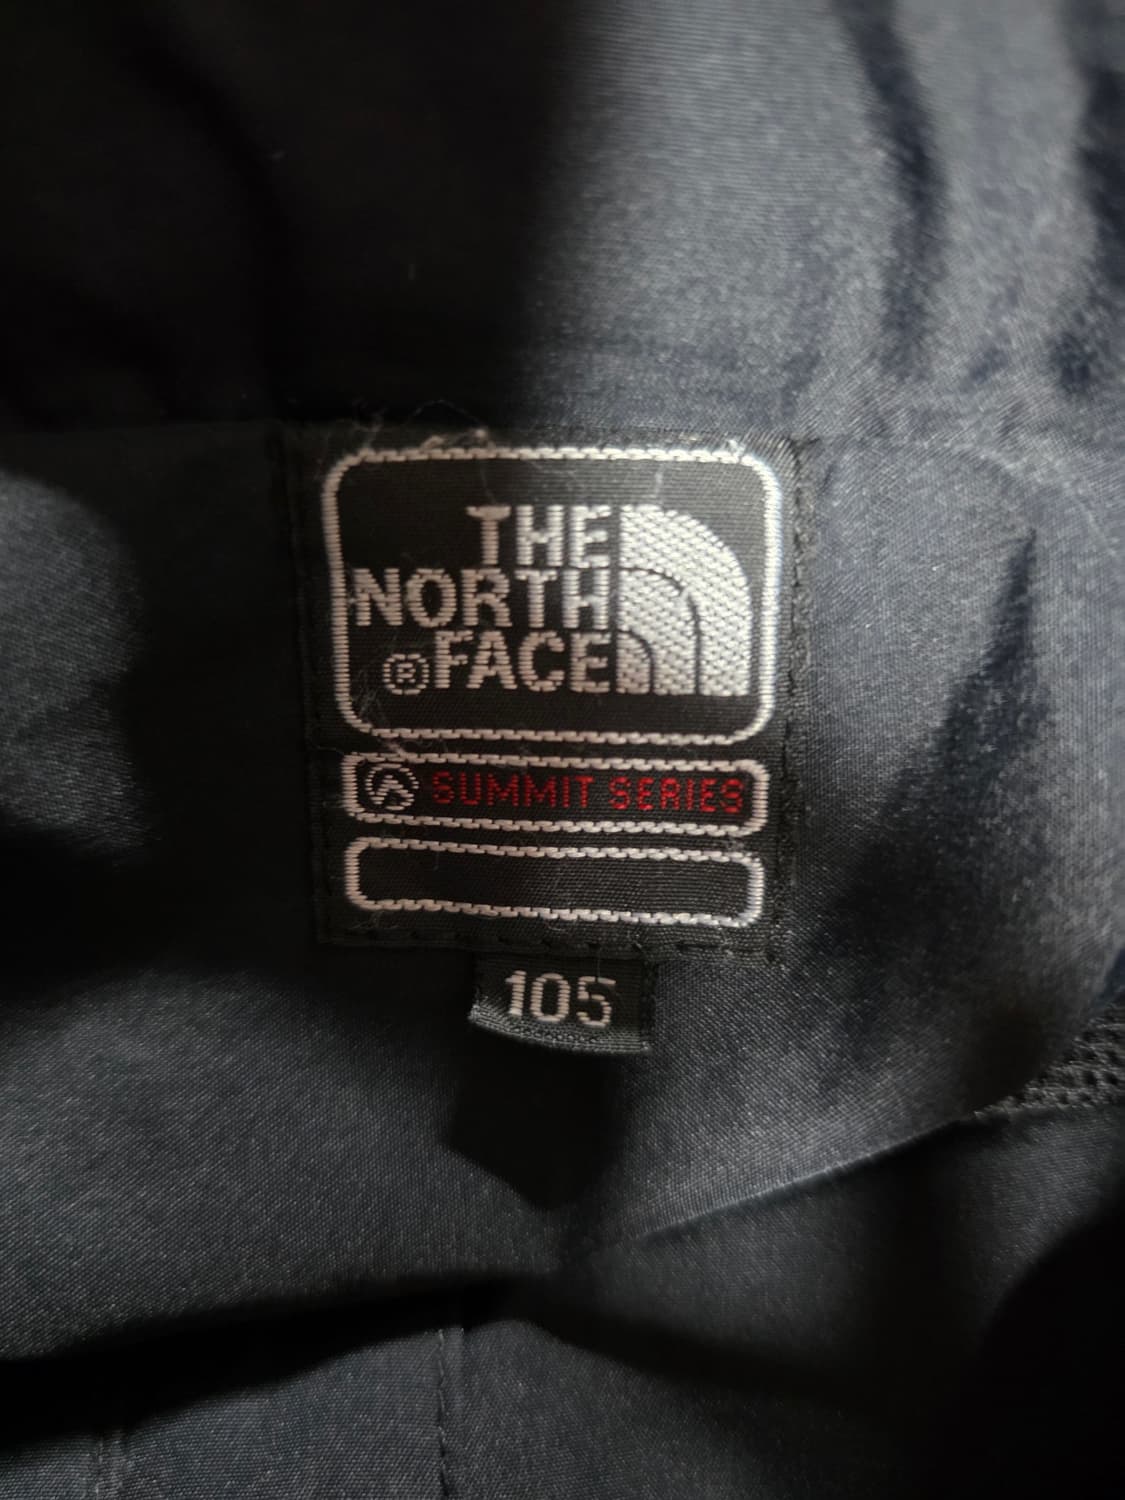 THE
NORTH
®FACE
SUMMIT SERIES
105